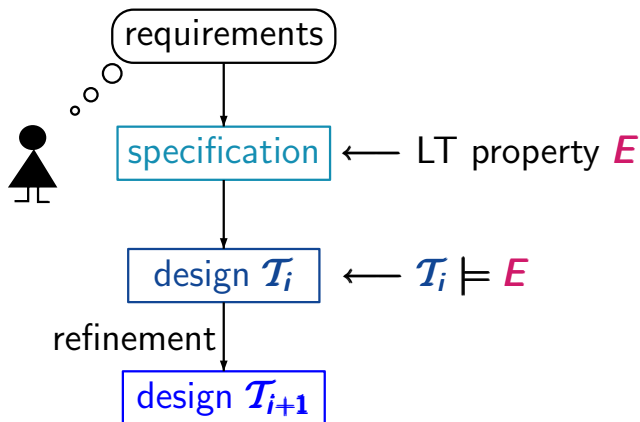 requirements
specification ← LT property E
design 𝒯ᵢ ← 𝒯ᵢ ⊨ E
refinement
design 𝒯ᵢ₊₁